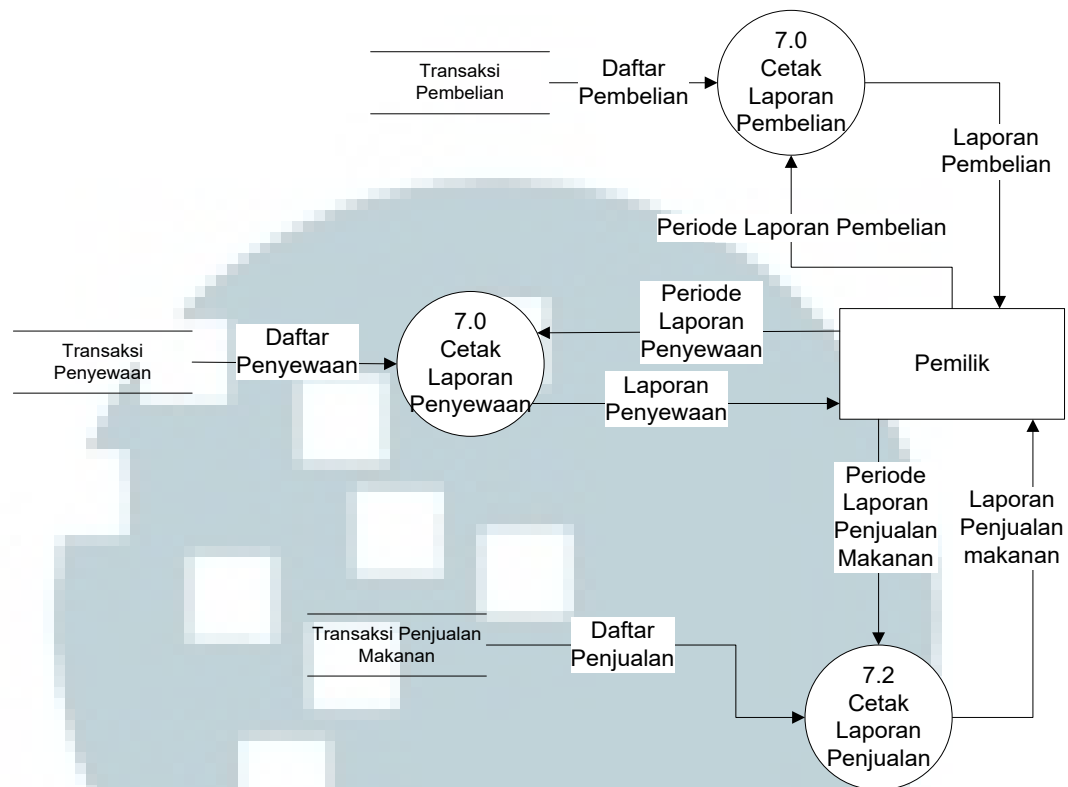 7.0
Cetak
Laporan
Pembelian
Transaksi
Pembelian
Daftar
Pembelian
Laporan
Pembelian
Periode Laporan Pembelian
Periode
Laporan
Penyewaan
7.0
Cetak
Laporan
Penyewaan
Daftar
Penyewaan
Transaksi
Penyewaan
Pemilik
Laporan
Penyewaan
Periode
Laporan
Penjualan
Makanan
Laporan
Penjualan
makanan
Transaksi Penjualan
Makanan
Daftar
Penjualan
7.2
Cetak
Laporan
Penjualan